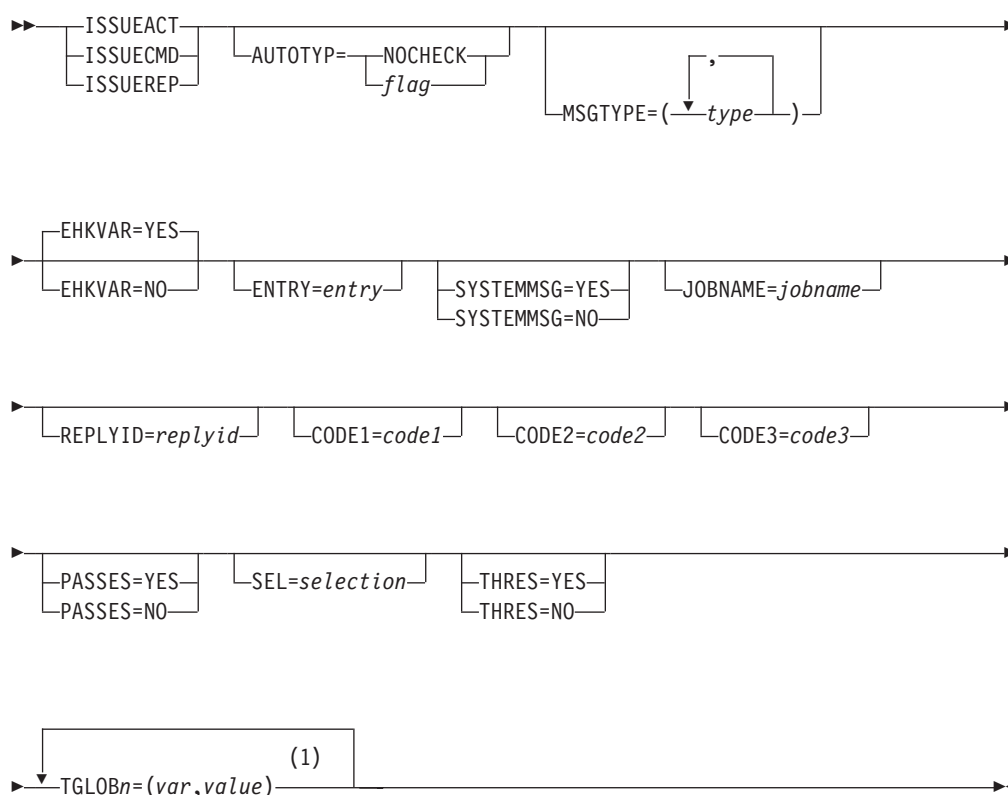 ISSUEACT
ISSUECMD
ISSUEREP
AUTOTYP= NOCHECK
flag
,
MSGTYPE=( type )
EHKVAR=YES
EHKVAR=NO
ENTRY=entry
SYSTEMMSG=YES
SYSTEMMSG=NO
JOBNAME=jobname
REPLYID=replyid
CODE1=code1
CODE2=code2
CODE3=code3
PASSES=YES
PASSES=NO
SEL=selection
THRES=YES
THRES=NO
(1)
TGLOBn=(var,value)